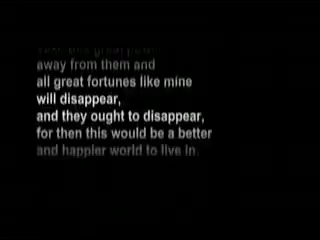 away from them and
all great fortunes like mine
will disappear,
and they ought to disappear,
for then this would be a better
and happier world to live in.